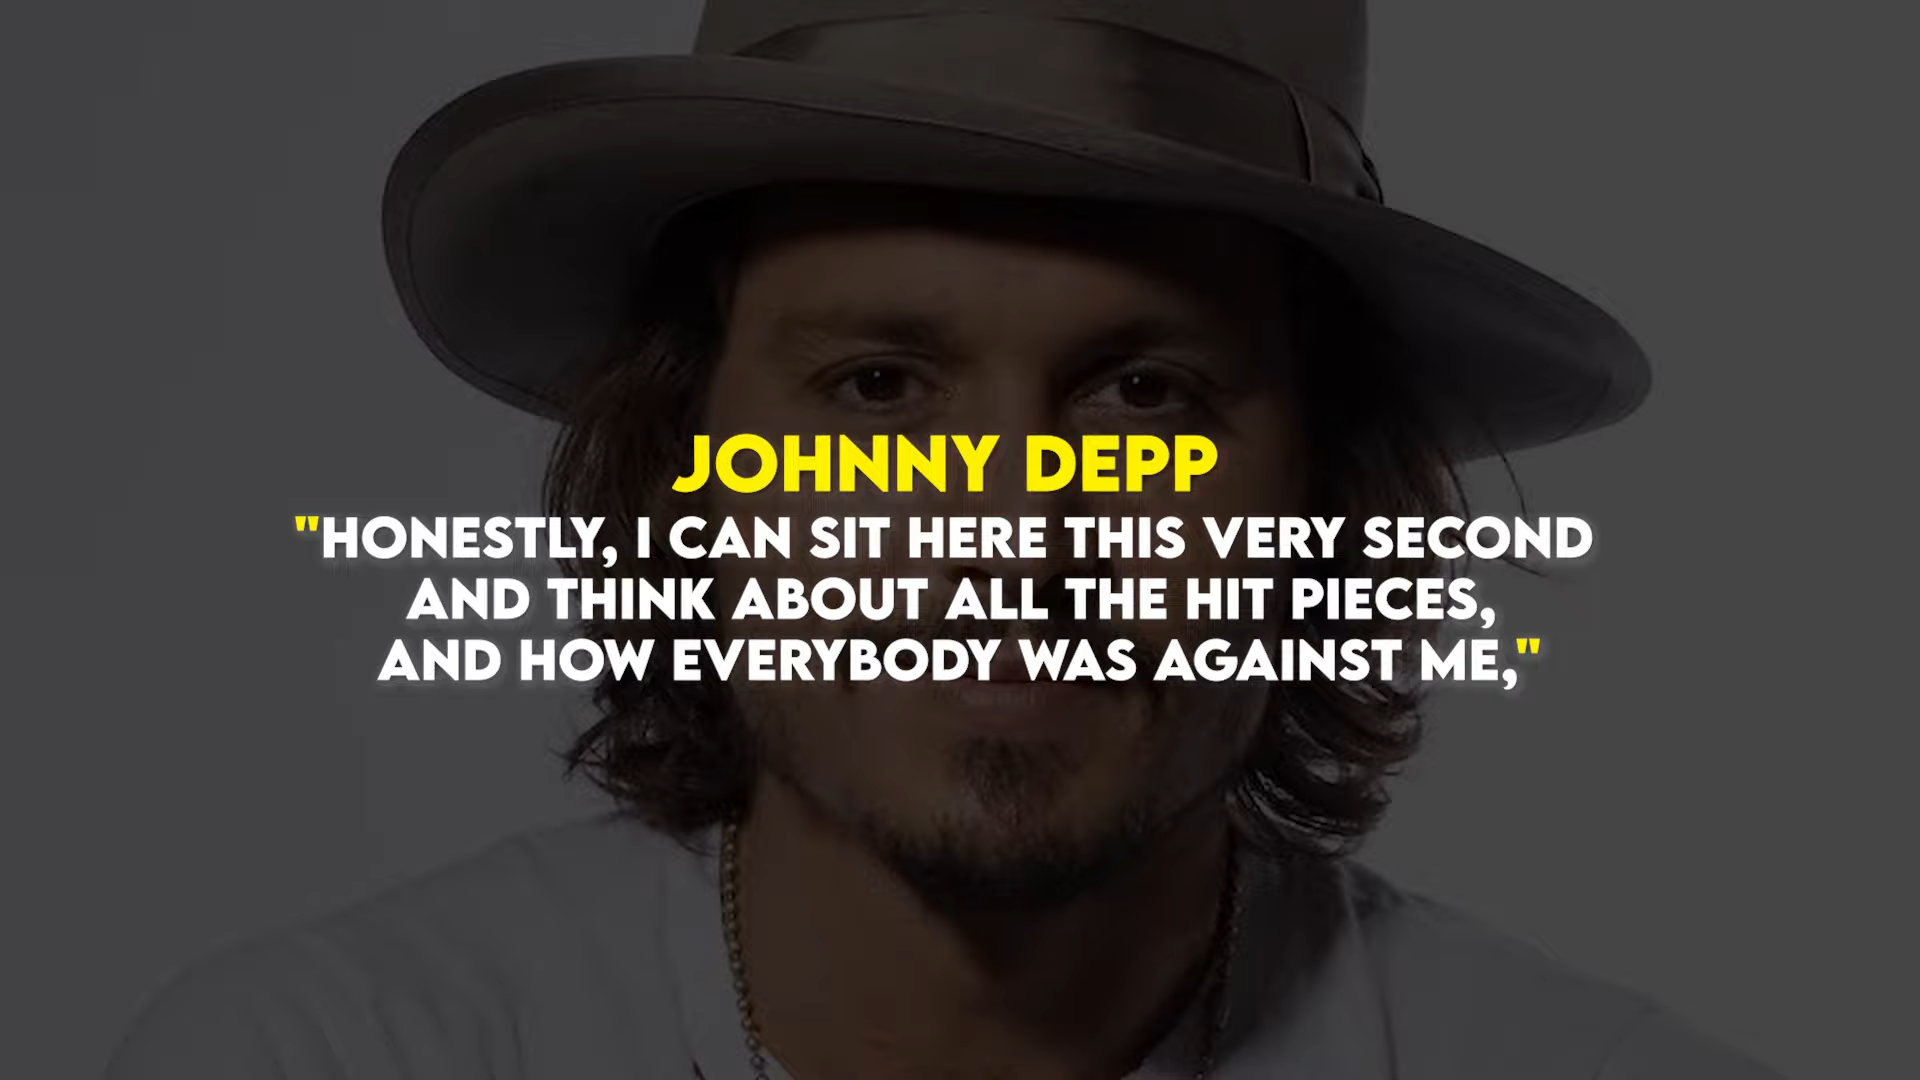 JOHNNY DEPP
"HONESTLY, I CAN SIT HERE THIS VERY SECOND
AND THINK ABOUT ALL THE HIT PIECES,
AND HOW EVERYBODY WAS AGAINST ME,"